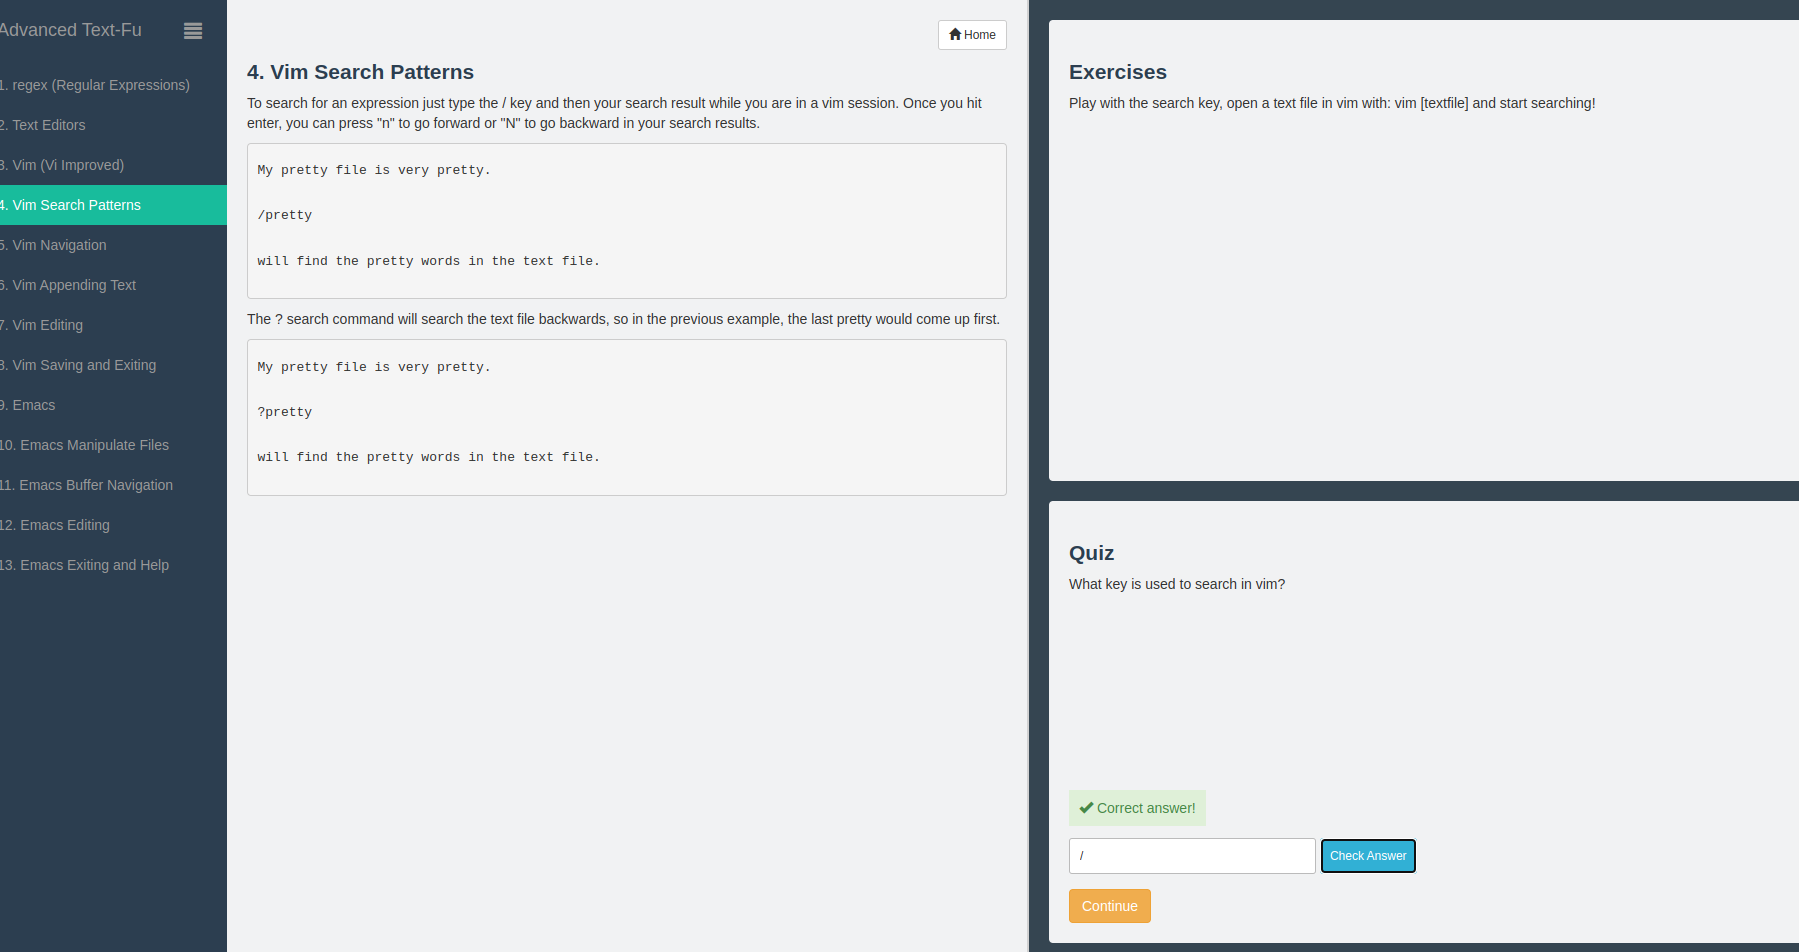 Advanced Text-Fu
1. regex (Regular Expressions)
2. Text Editors
3. Vim (Vi Improved)
4. Vim Search Patterns
5. Vim Navigation
6. Vim Appending Text
7. Vim Editing
8. Vim Saving and Exiting
9. Emacs
10. Emacs Manipulate Files
11. Emacs Buffer Navigation
12. Emacs Editing
13. Emacs Exiting and Help
Home
4. Vim Search Patterns
To search for an expression just type the / key and then your search result while you are in a vim session. Once you hit
enter, you can press "n" to go forward or "N" to go backward in your search results.
My pretty file is very pretty.
/pretty
will find the pretty words in the text file.
The ? search command will search the text file backwards, so in the previous example, the last pretty would come up first.
My pretty file is very pretty.
?pretty
will find the pretty words in the text file.
Exercises
Play with the search key, open a text file in vim with: vim [textfile] and start searching!
Quiz
What key is used to search in vim?
Correct answer!
/
Check Answer
Continue